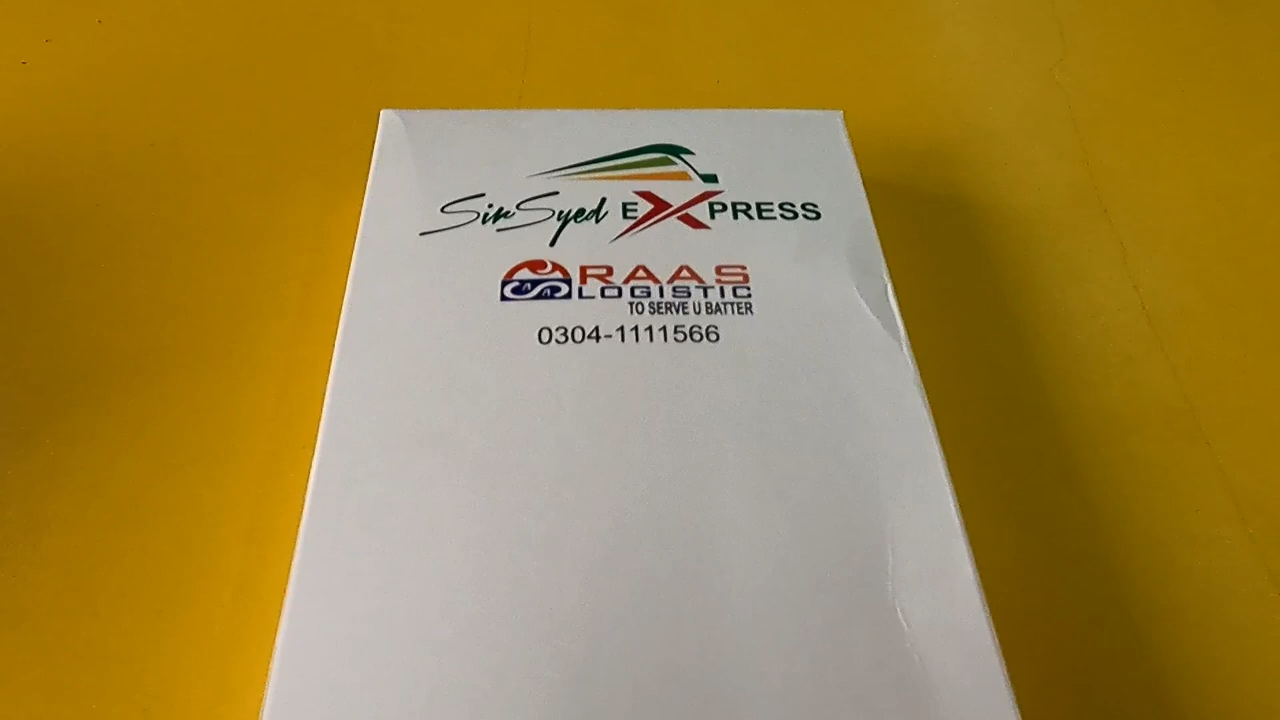 Sir Syed EXPRESS
RAAS
LOGISTIC
TO SERVE U BATTER
0304-1111566